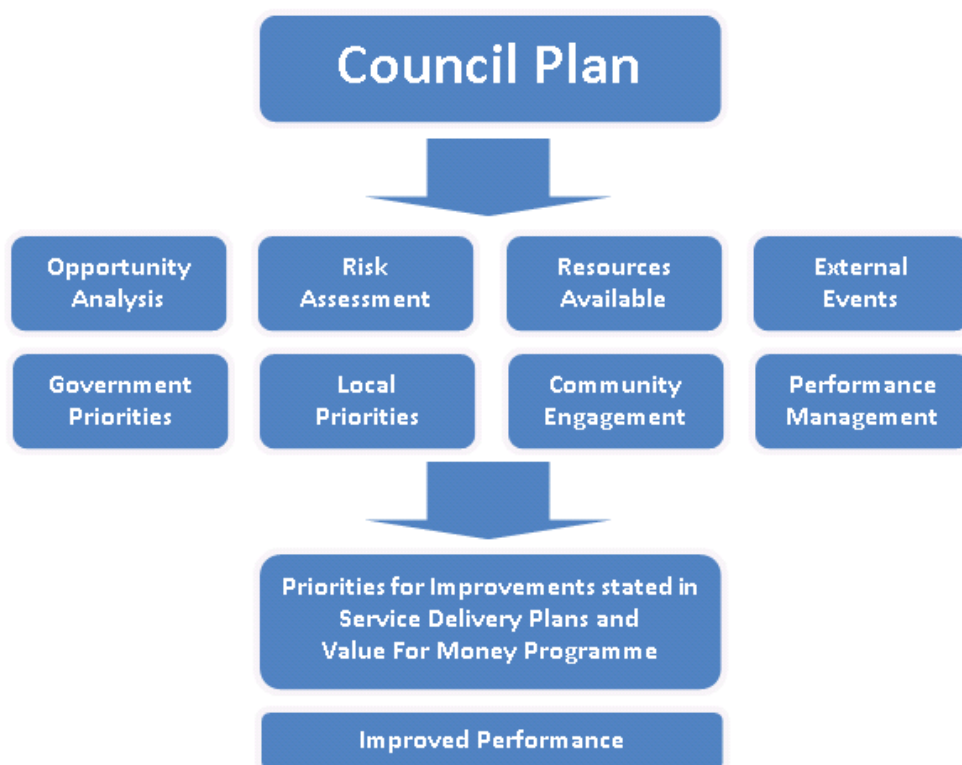 Council Plan
Opportunity
Analysis
Risk
Assessment
Resources
Available
External
Events
Government
Priorities
Local
Priorities
Community
Engagement
Performance
Management
Priorities for Improvements stated in
Service Delivery Plans and
Value For Money Programme
Improved Performance